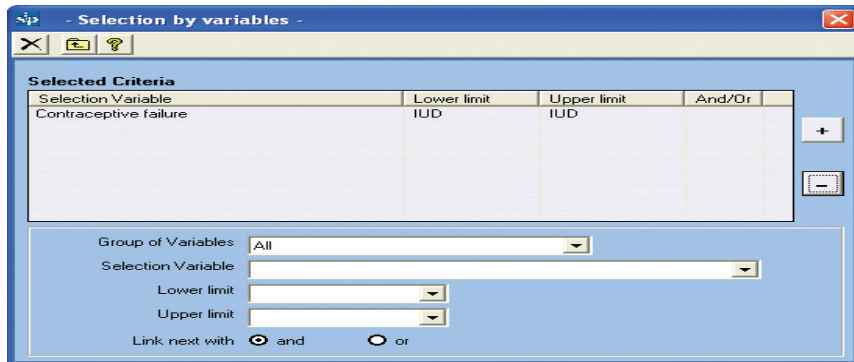 sip - Selection by variables -
Selected Criteria
Selection Variable Lower limit Upper limit And/Or
Contraceptive failure IUD IUD
+
-
Group of Variables All
Selection Variable
Lower limit
Upper limit
Link next with and or